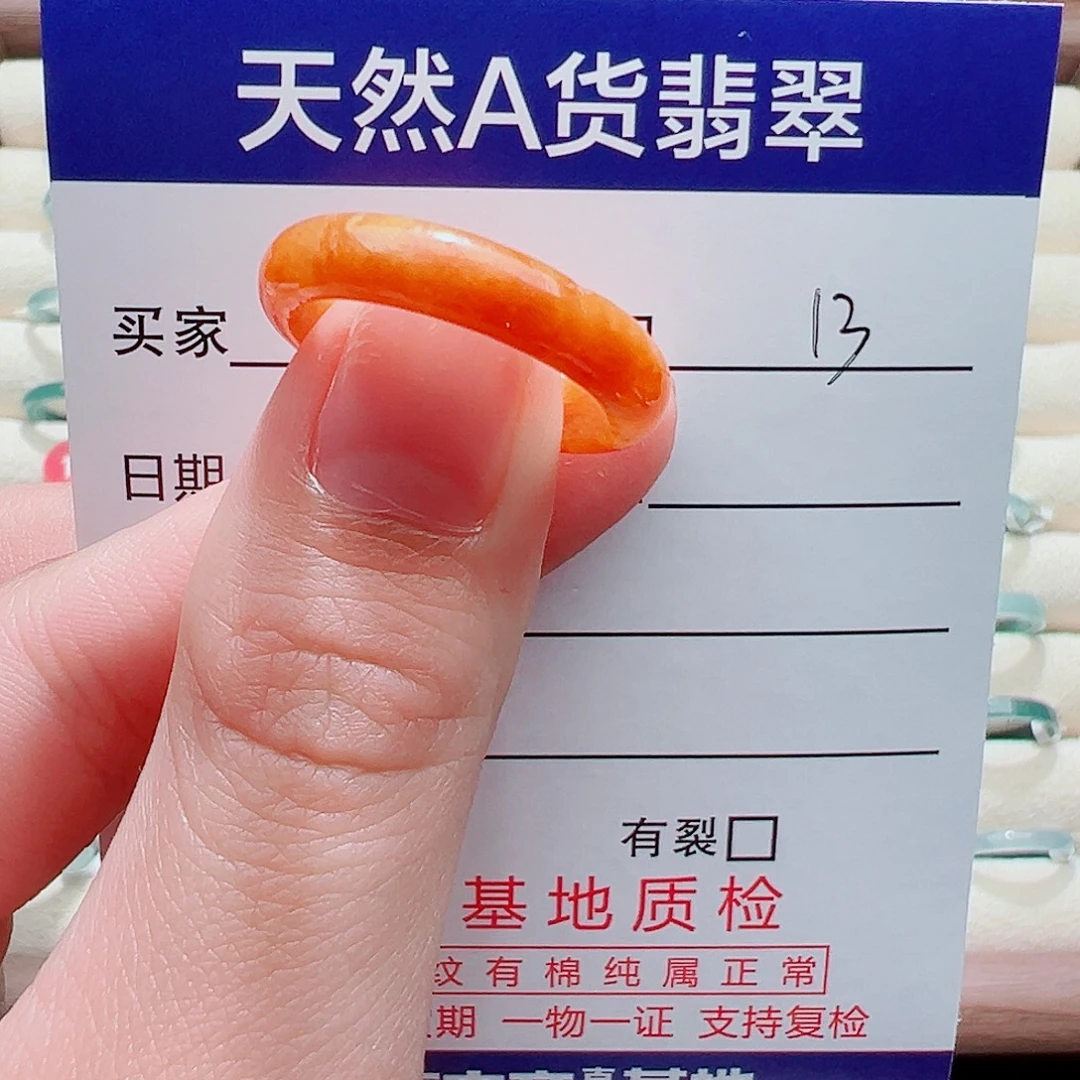 天然A货翡翠
买家 13
日期
有裂□
基地质检
纹有棉纯属正常
期 一物一证 支持复检